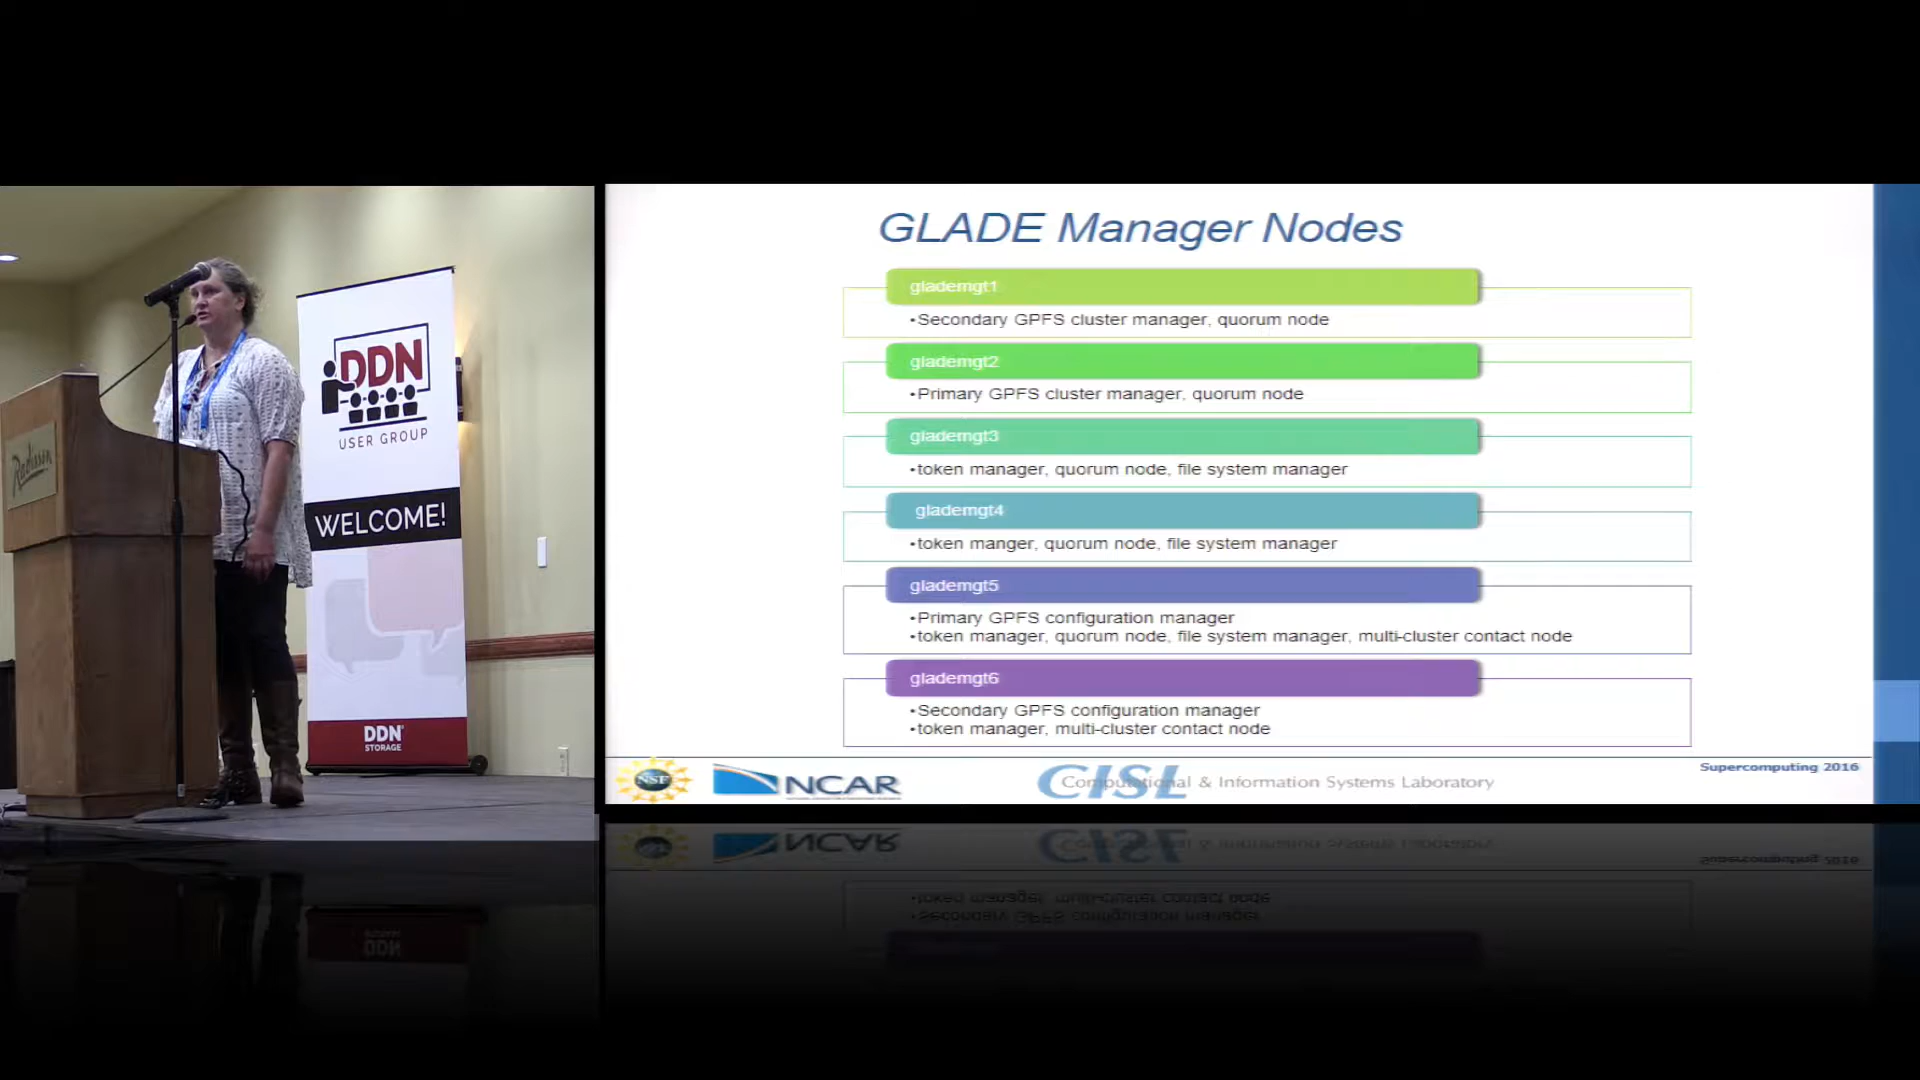 Radisson
DDN
USER GROUP
WELCOME!
DDN
STORAGE
GLADE Manager Nodes
glademgt1
•Secondary GPFS cluster manager, quorum node
glademgt2
•Primary GPFS cluster manager, quorum node
glademgt3
•token manager, quorum node, file system manager
glademgt4
•token manger, quorum node, file system manager
glademgt5
•Primary GPFS configuration manager
•token manager, quorum node, file system manager, multi-cluster contact node
glademgt6
•Secondary GPFS configuration manager
•token manager, multi-cluster contact node
NSF
NCAR
CISL
Computational & Information Systems Laboratory
Supercomputing 2016